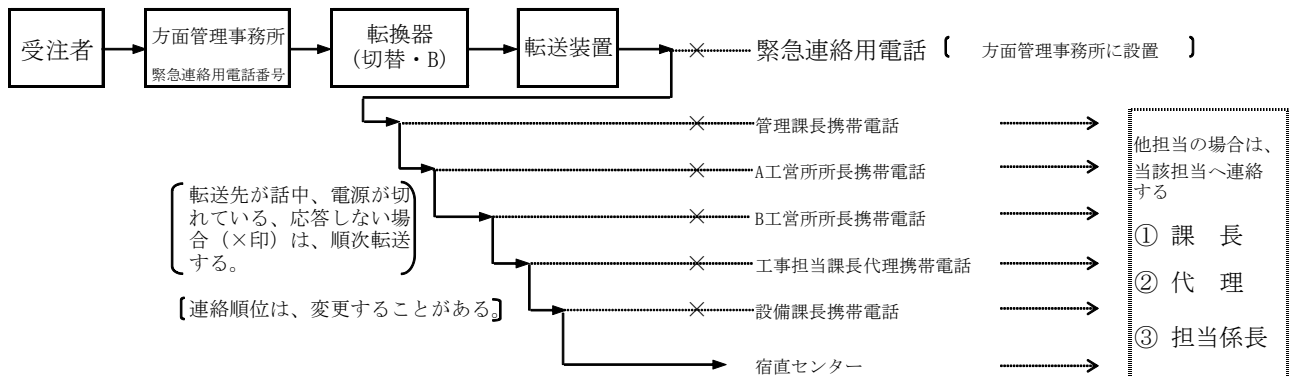 受注者
方面管理事務所
緊急連絡用電話番号
転換器
(切替・B)
転送装置
緊急連絡用電話 〔 方面管理事務所に設置 〕
管理課長携帯電話
A工営所所長携帯電話
B工営所所長携帯電話
工事担当課長代理携帯電話
設備課長携帯電話
宿直センター
転送先が話中、電源が切
れている、応答しない場
合（×印）は、順次転送
する。
〔連絡順位は、変更することがある。〕
他担当の場合は、
当該担当へ連絡
する
① 課　長
② 代　理
③ 担当係長